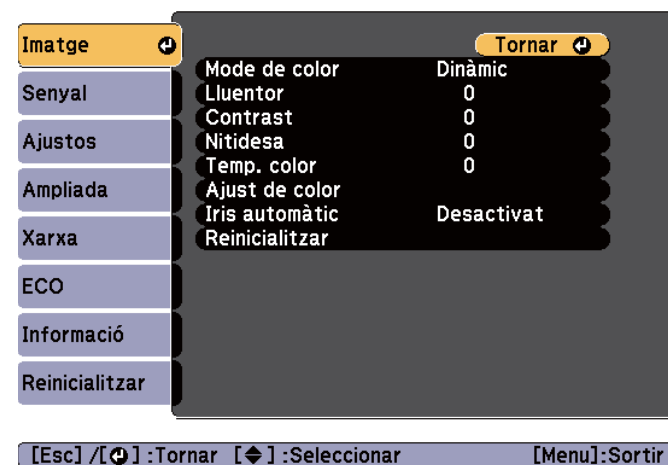 Imatge
Senyal
Ajustos
Ampliada
Xarxa
ECO
Informació
Reinicialitzar
Tornar
Mode de color Dinàmic
Lluentor 0
Contrast 0
Nitidesa 0
Temp. color 0
Ajust de color
Iris automàtic Desactivat
Reinicialitzar
[Esc] /[ ] :Tornar [ ] :Seleccionar [Menu]:Sortir